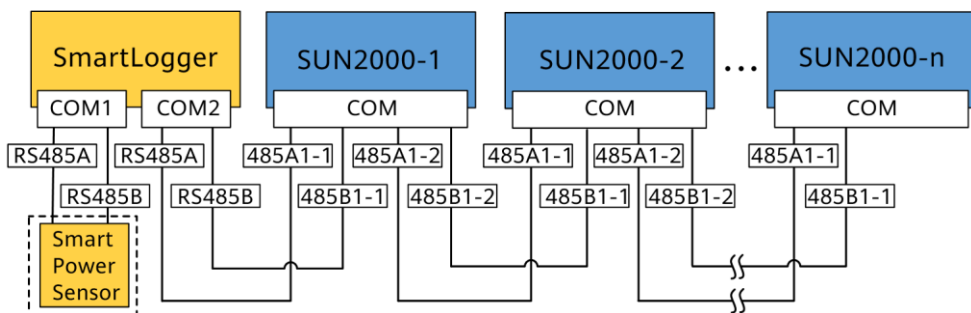 SmartLogger
SUN2000-1
SUN2000-2
...
SUN2000-n
COM1
COM2
COM
COM
COM
RS485A
RS485A
485A1-1
485A1-2
485A1-1
485A1-2
485A1-1
RS485B
RS485B
485B1-1
485B1-2
485B1-1
485B1-2
485B1-1
Smart
Power
Sensor